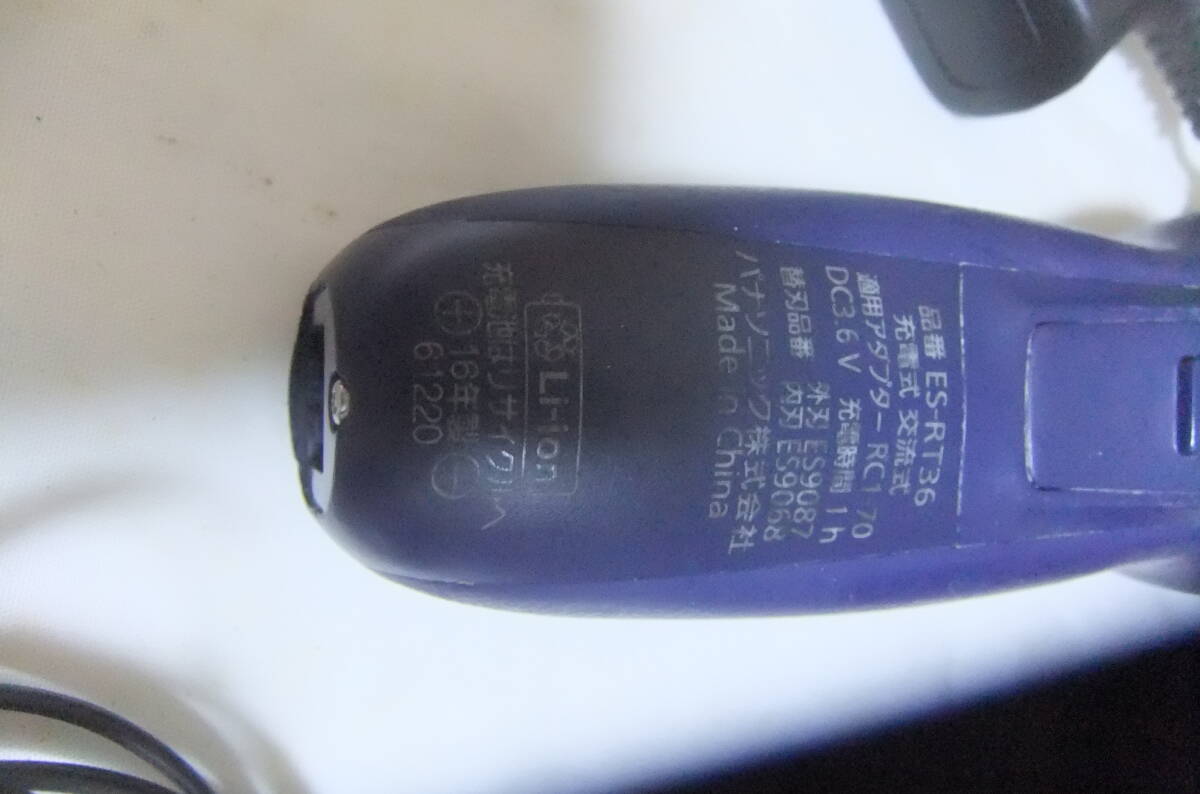 品番 ES-RT36
充電式 交流式
適用アダプター RC1-70
DC3.6 V 充電時間 1 h
替刃品番 外刃 ES9087
内刃 ES9068
パナソニック株式会社
Made in China
Li-ion
充電池はリサイクルへ
16年製
61220